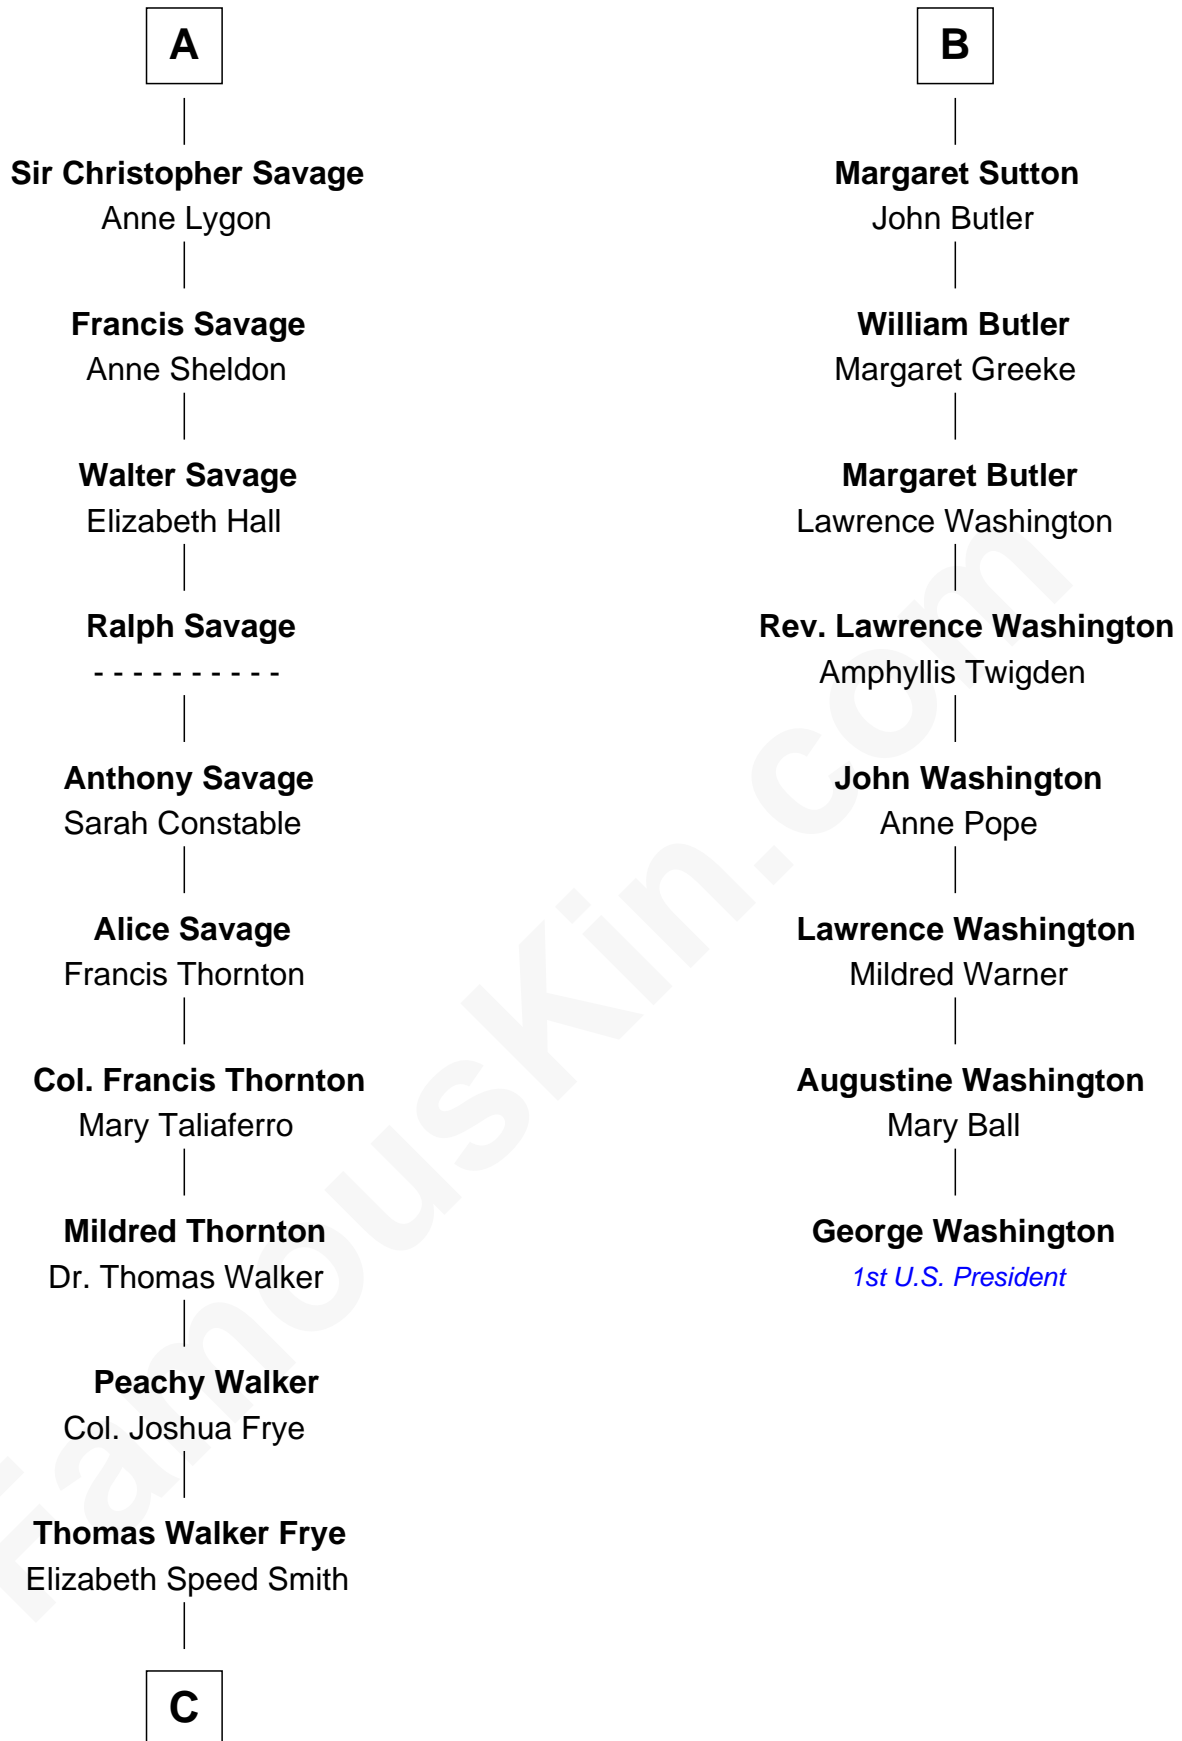 A
Sir Christopher Savage
Anne Lygon
Francis Savage
Anne Sheldon
Walter Savage
Elizabeth Hall
Ralph Savage
- - - - - - - - - -
Anthony Savage
Sarah Constable
Alice Savage
Francis Thornton
Col. Francis Thornton
Mary Taliaferro
Mildred Thornton
Dr. Thomas Walker
Peachy Walker
Col. Joshua Frye
Thomas Walker Frye
Elizabeth Speed Smith
C
B
Margaret Sutton
John Butler
William Butler
Margaret Greeke
Margaret Butler
Lawrence Washington
Rev. Lawrence Washington
Amphyllis Twigden
John Washington
Anne Pope
Lawrence Washington
Mildred Warner
Augustine Washington
Mary Ball
George Washington
1st U.S. President
FamousKin.com